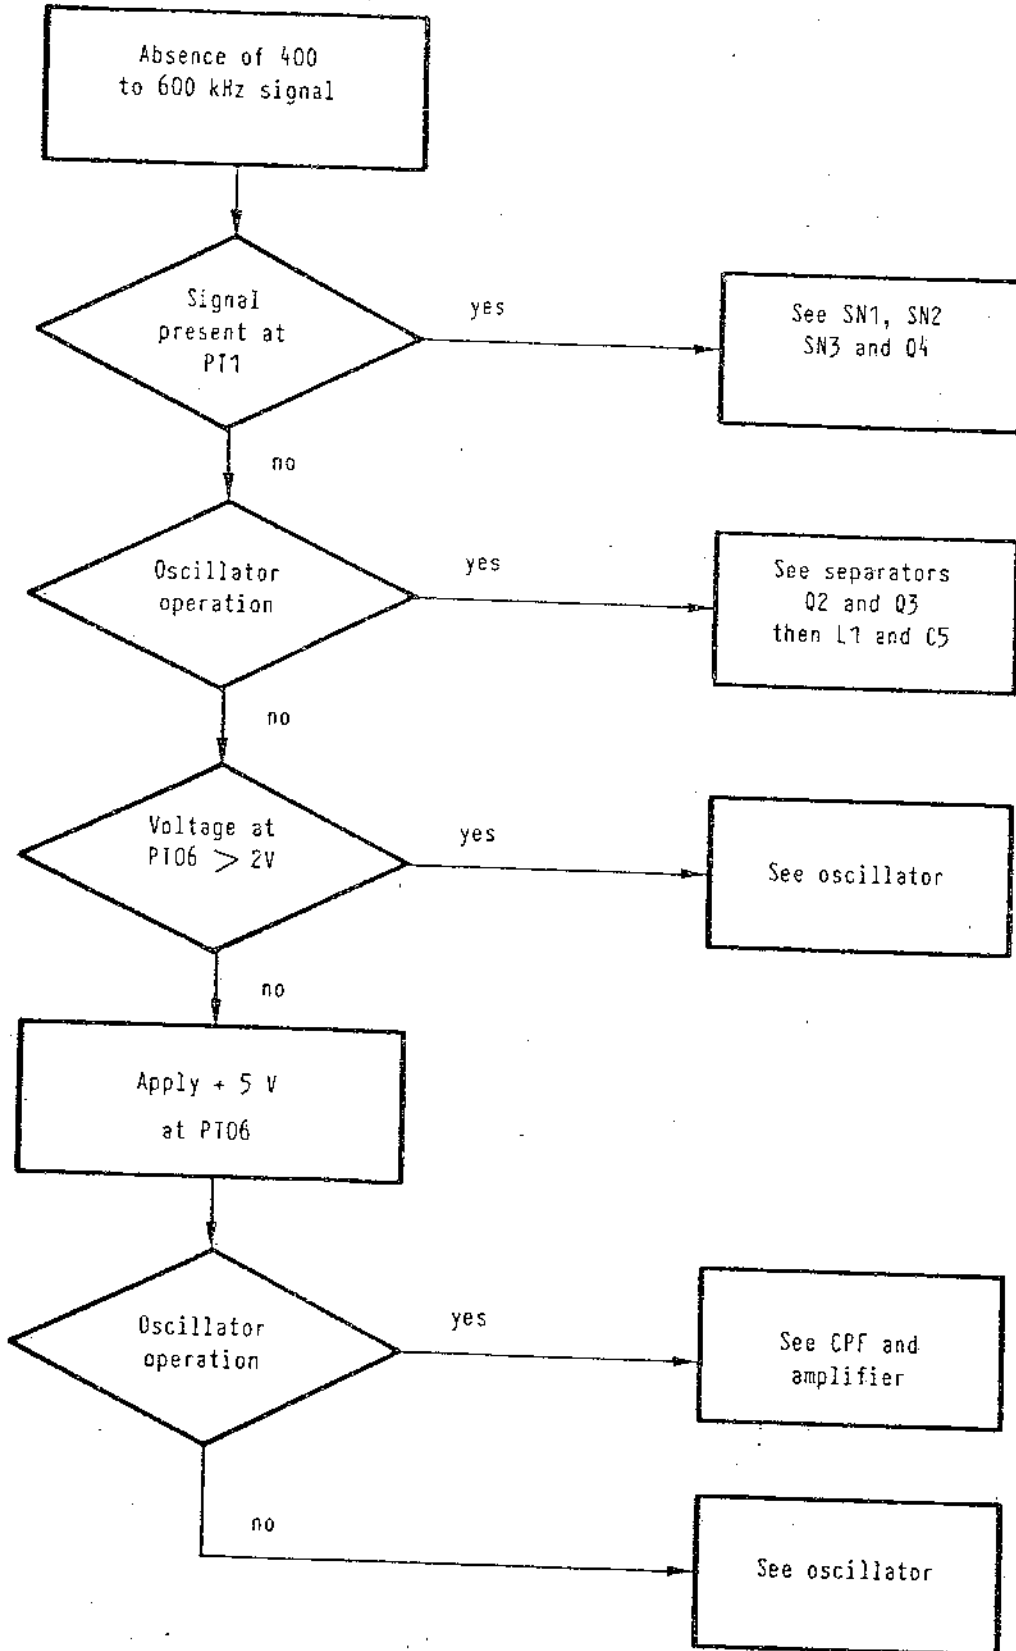 Absence of 400
to 600 kHz signal
Signal
present at
PT1
yes
See SN1, SN2
SN3 and Q4
no
Oscillator
operation
yes
See separators
Q2 and Q3
then L1 and C5
no
Voltage at
PT06 > 2V
yes
See oscillator
no
Apply + 5 V
at PT06
Oscillator
operation
yes
See CPF and
amplifier
no
See oscillator